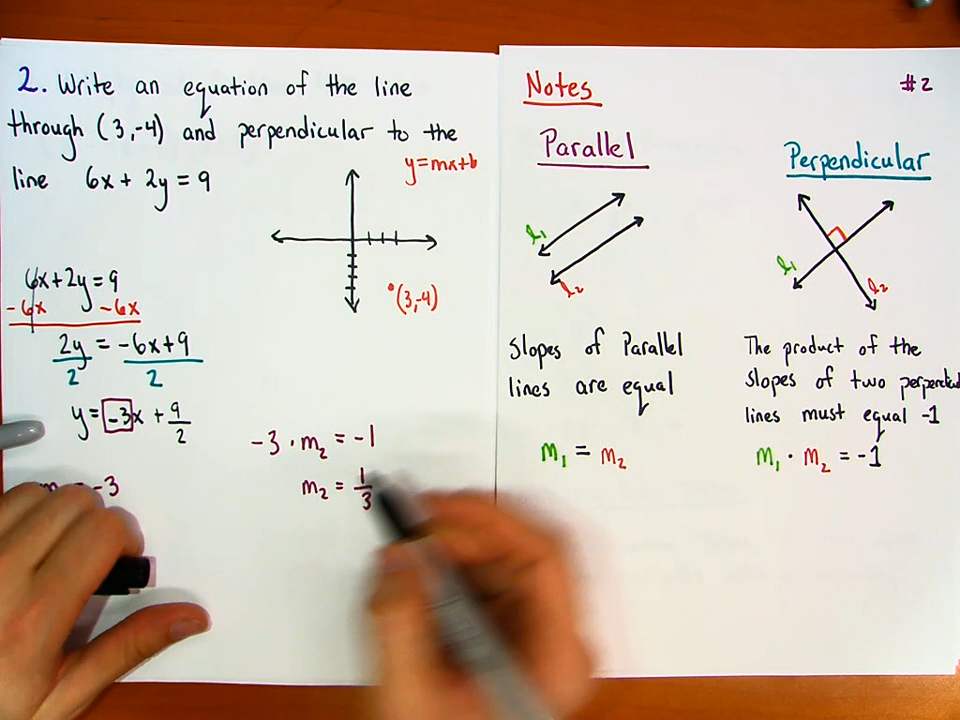 2. Write an equation of the line
through (3,-4) and perpendicular to the
line 6x + 2y = 9
y=mx+b
(3,-4)
6x+2y=9
-6x -6x
2y = -6x+9
2 2
y = -3x + 9/2
= -3
-3 · m₂ = -1
m₂ = 1/3
Notes
#2
Parallel
l₁
l₂
Slopes of Parallel
lines are equal
m₁ = m₂
Perpendicular
l₁
l₂
The product of the
slopes of two
lines must equal -1
m₁ · m₂ = -1